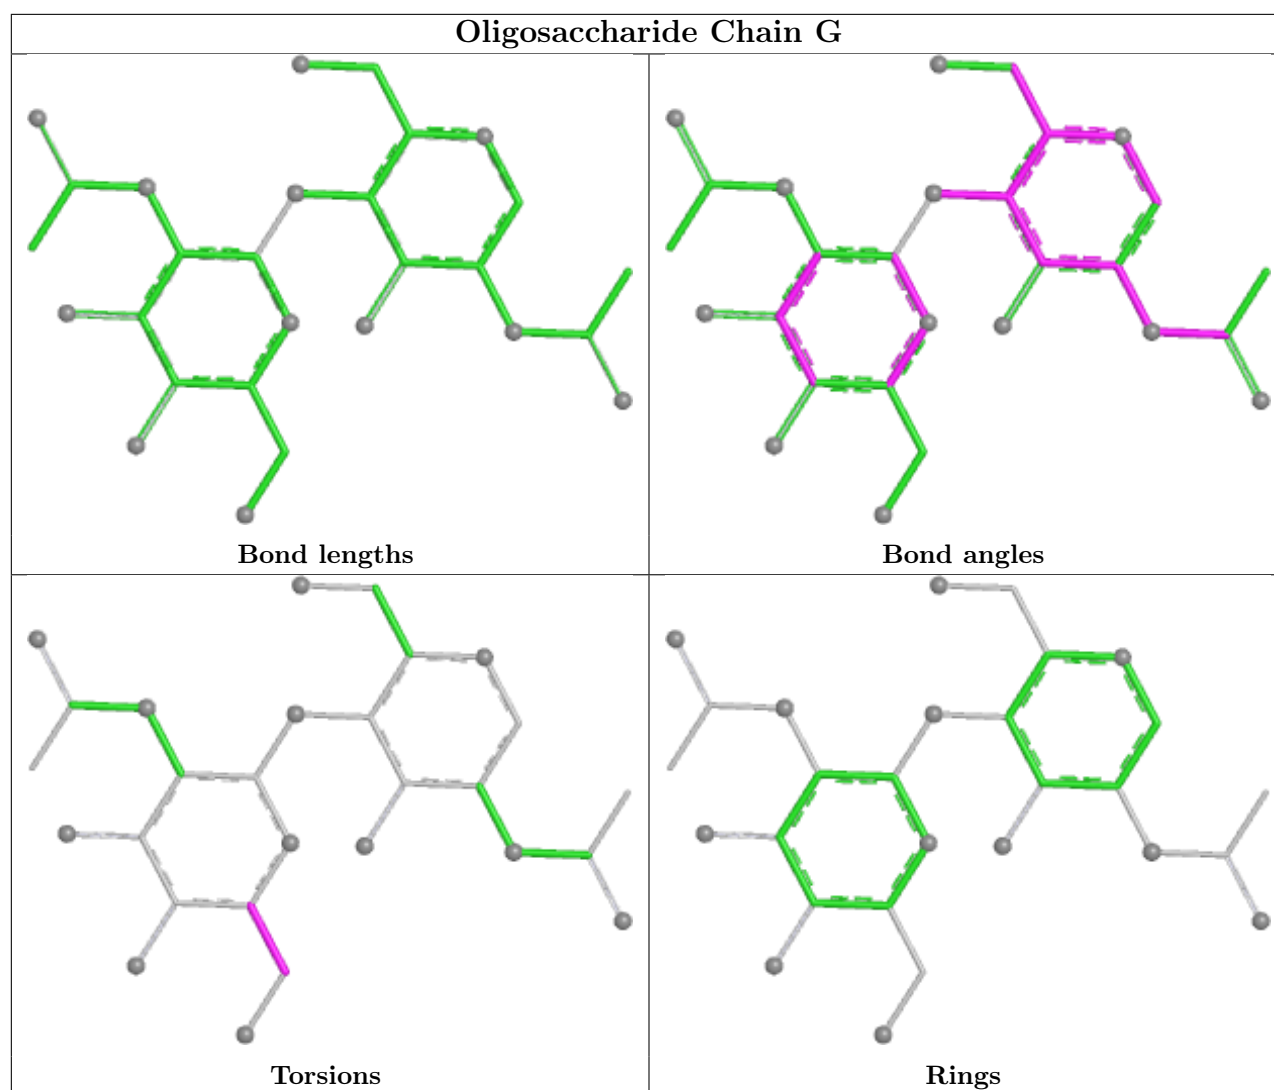 Oligosaccharide Chain G
Bond lengths
Bond angles
Torsions
Rings